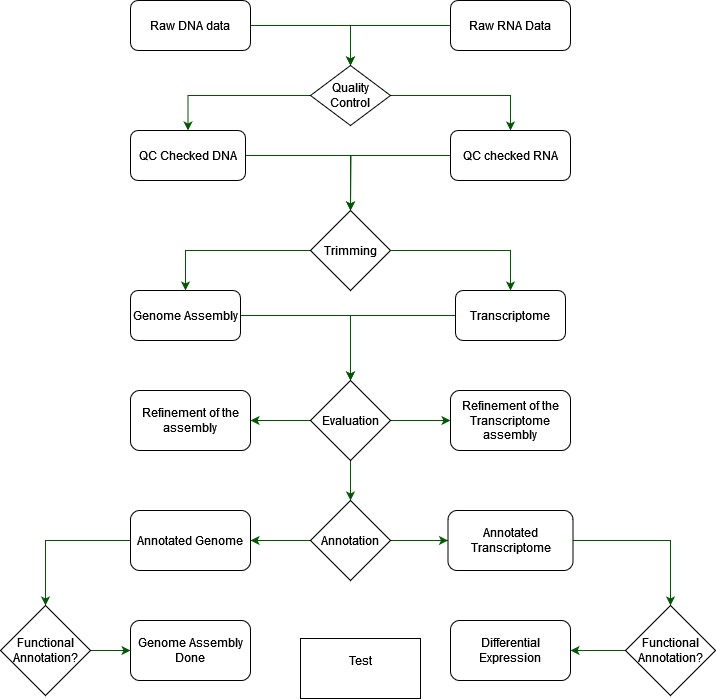 Raw DNA data
Raw RNA Data
Quality
Control
QC Checked DNA
QC checked RNA
Trimming
Genome Assembly
Transcriptome
Refinement of the
assembly
Evaluation
Refinement of the
Transcriptome
assembly
Annotated Genome
Annotation
Annotated
Transcriptome
Functional
Annotation?
Genome Assembly
Done
Test
Differential
Expression
Functional
Annotation?